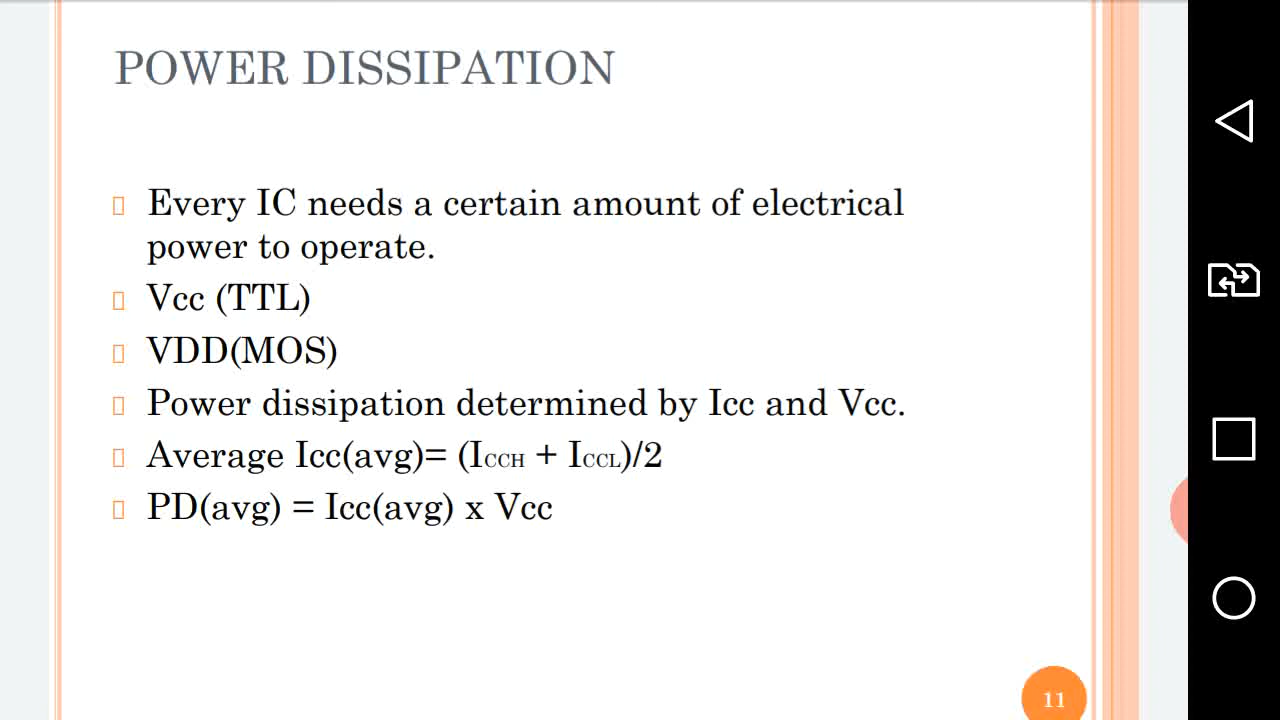 POWER DISSIPATION
Every IC needs a certain amount of electrical
power to operate.
Vcc (TTL)
VDD(MOS)
Power dissipation determined by Icc and Vcc.
Average Icc(avg)= (ICCH + ICCL)/2
PD(avg) = Icc(avg) x Vcc
11